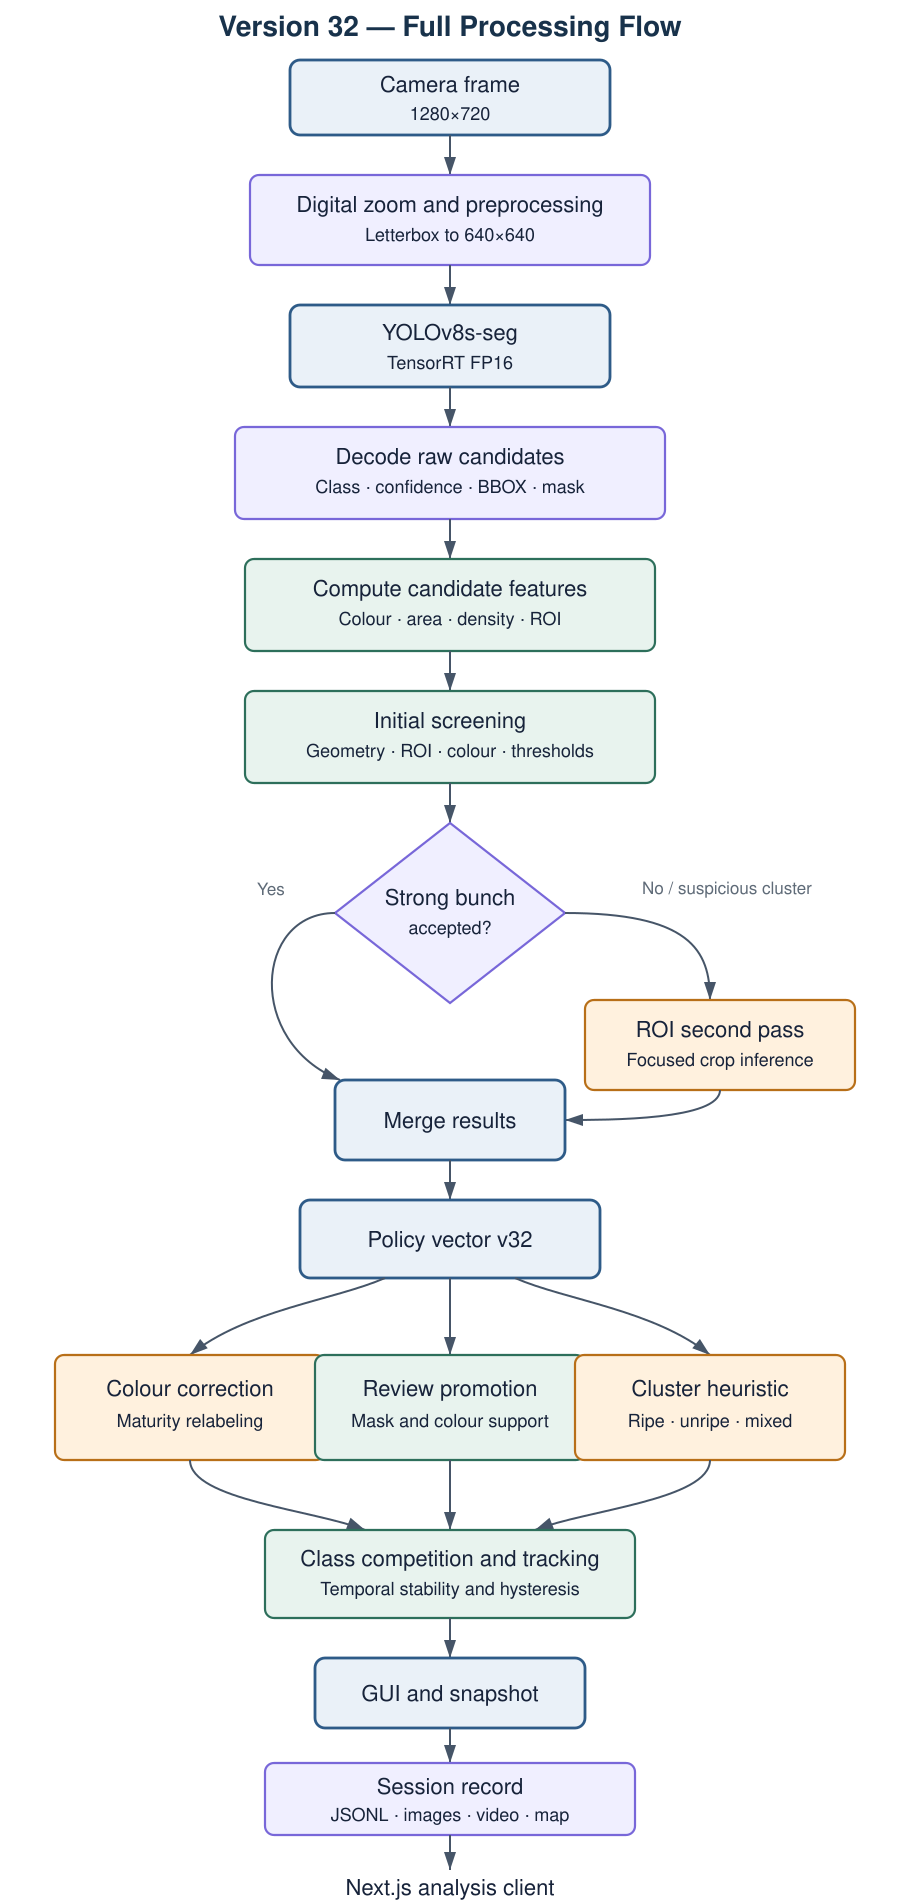 Version 32 — Full Processing Flow
Camera frame
1280×720
Digital zoom and preprocessing
Letterbox to 640×640
YOLOv8s-seg
TensorRT FP16
Decode raw candidates
Class · confidence · BBOX · mask
Compute candidate features
Colour · area · density · ROI
Initial screening
Geometry · ROI · colour · thresholds
Strong bunch
accepted?
Yes
No / suspicious cluster
ROI second pass
Focused crop inference
Merge results
Policy vector v32
Colour correction
Maturity relabeling
Review promotion
Mask and colour support
Cluster heuristic
Ripe · unripe · mixed
Class competition and tracking
Temporal stability and hysteresis
GUI and snapshot
Session record
JSONL · images · video · map
Next.js analysis client